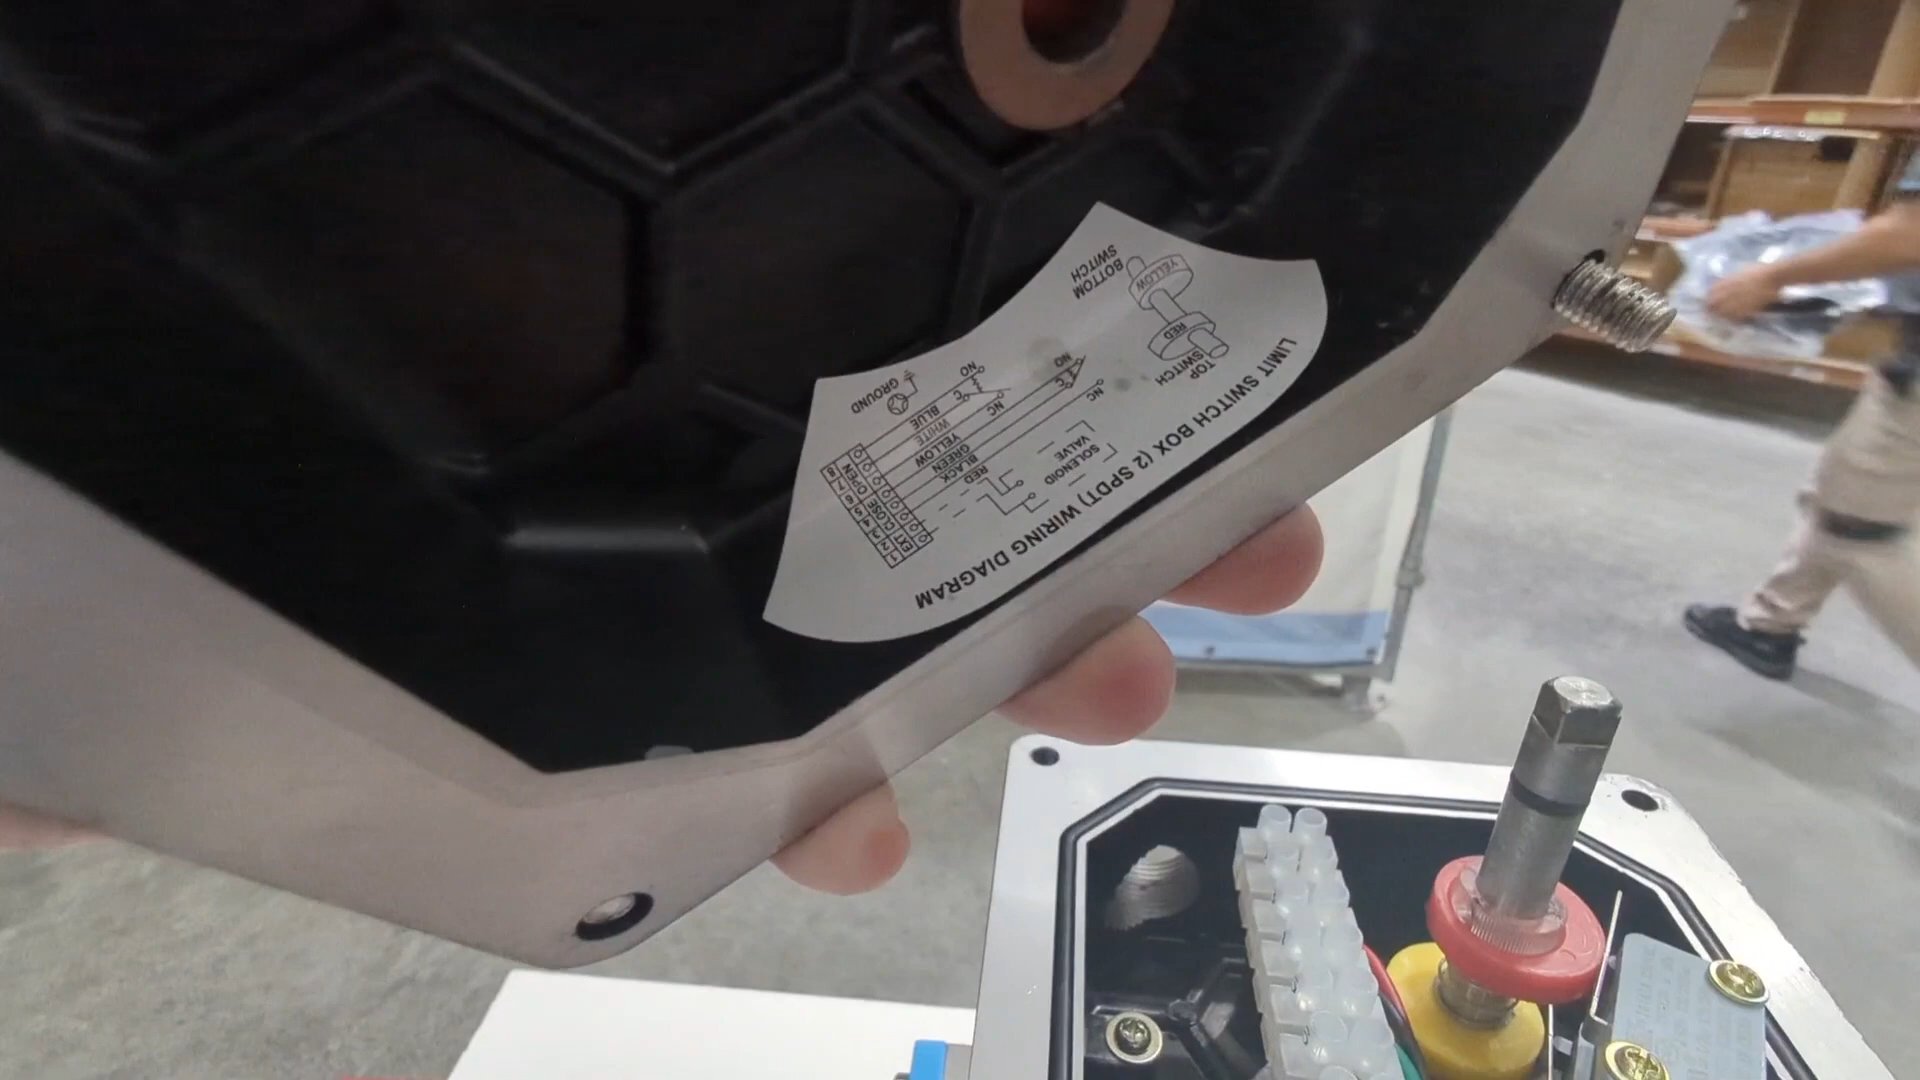 LIMIT SWITCH BOX (2 SPDT) WIRING DIAGRAM
1 2 3 4 5 6 7 8
EXT CLOSE OPEN
RED
BLACK
GREEN
YELLOW
WHITE
BLUE
SOLENOID
VALVE
NC
C
NO
NC
C
NO
GROUND
TOP
SWITCH
RED
YELLOW
BOTTOM
SWITCH